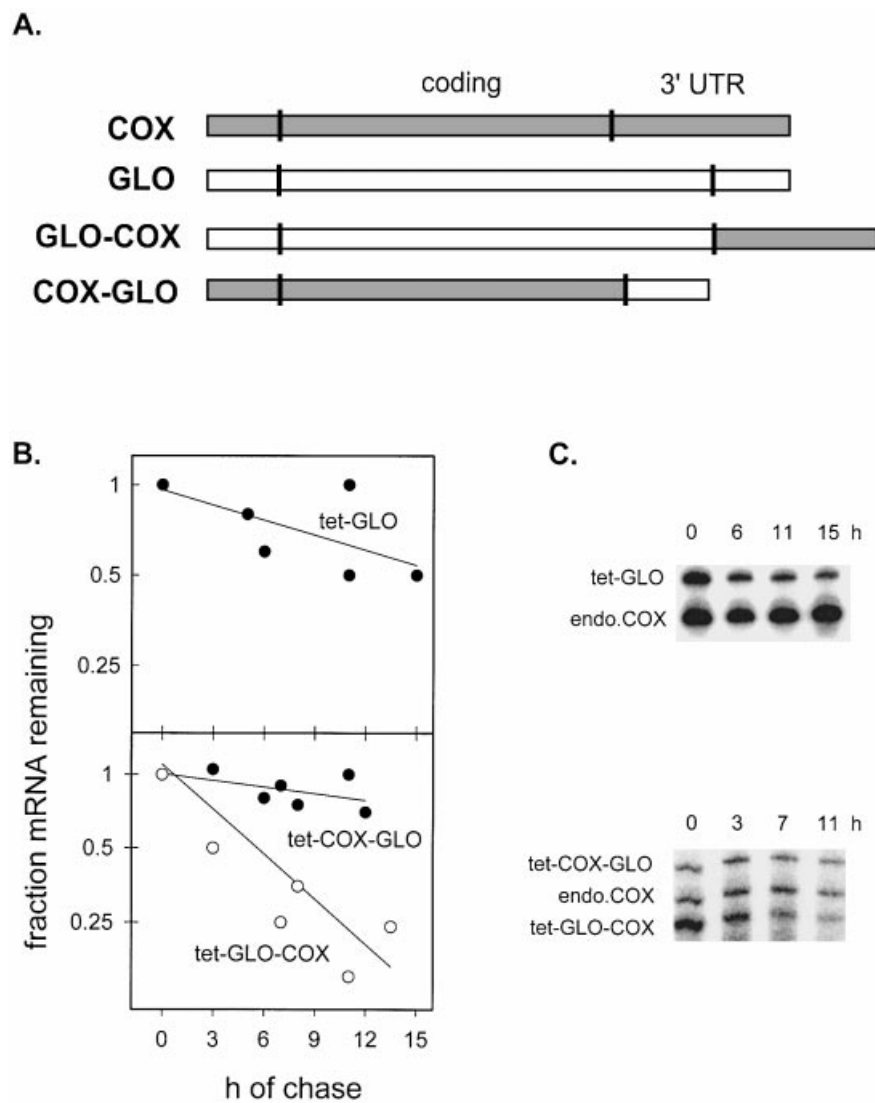 A.
coding 3' UTR
COX
GLO
GLO-COX
COX-GLO
B.
fraction mRNA remaining
1
0.5
0.25
tet-GLO
1
0.5
0.25
tet-COX-GLO
tet-GLO-COX
0 3 6 9 12 15
h of chase
C.
0 6 11 15 h
tet-GLO
endo.COX
0 3 7 11 h
tet-COX-GLO
endo.COX
tet-GLO-COX